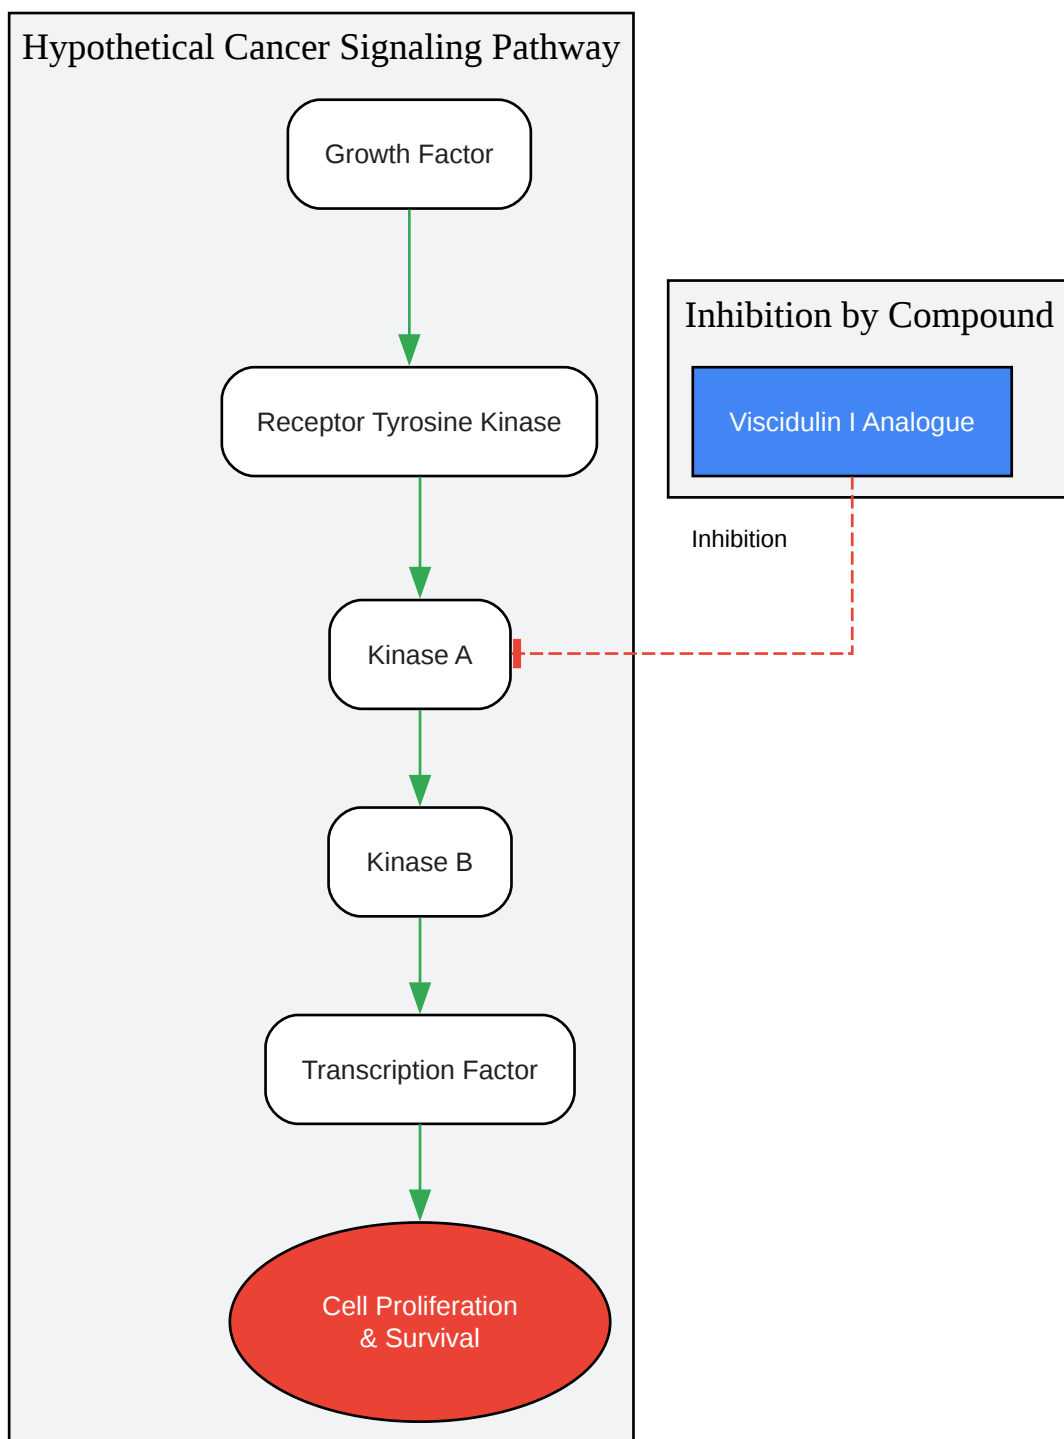 Hypothetical Cancer Signaling Pathway
Growth Factor
Inhibition by Compound
Receptor Tyrosine Kinase
Viscidulin I Analogue
Inhibition
Kinase A
Kinase B
Transcription Factor
Cell Proliferation
& Survival